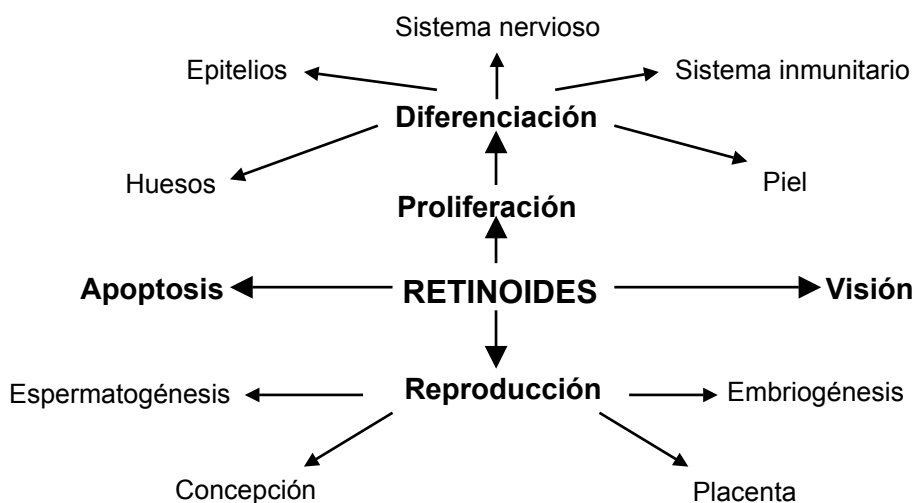 Sistema nervioso
Epitelios
Sistema inmunitario
Diferenciación
Huesos
Piel
Proliferación
Apoptosis
RETINOIDES
Visión
Espermatogénesis
Reproducción
Embriogénesis
Concepción
Placenta